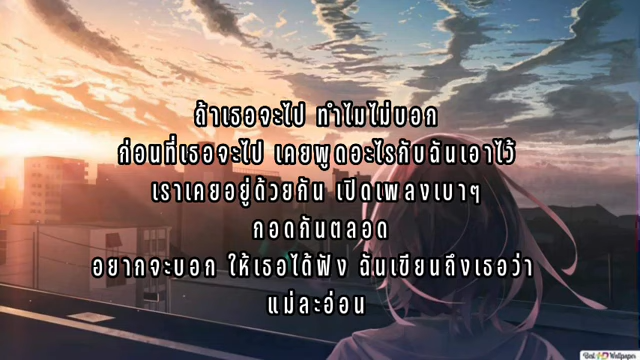 ถ้าเธอจะไป ทำไมไม่บอก
ก่อนที่เธอจะไป เคยพูดอะไรกับฉันเอาไว้
เราเคยอยู่ด้วยกัน เปิดเพลงเบาๆ
กอดกันตลอด
อยากจะบอก ให้เธอได้ฟัง ฉันเขียนถึงเธอว่า
แม่ละอ่อน
Best HD Wallpaper